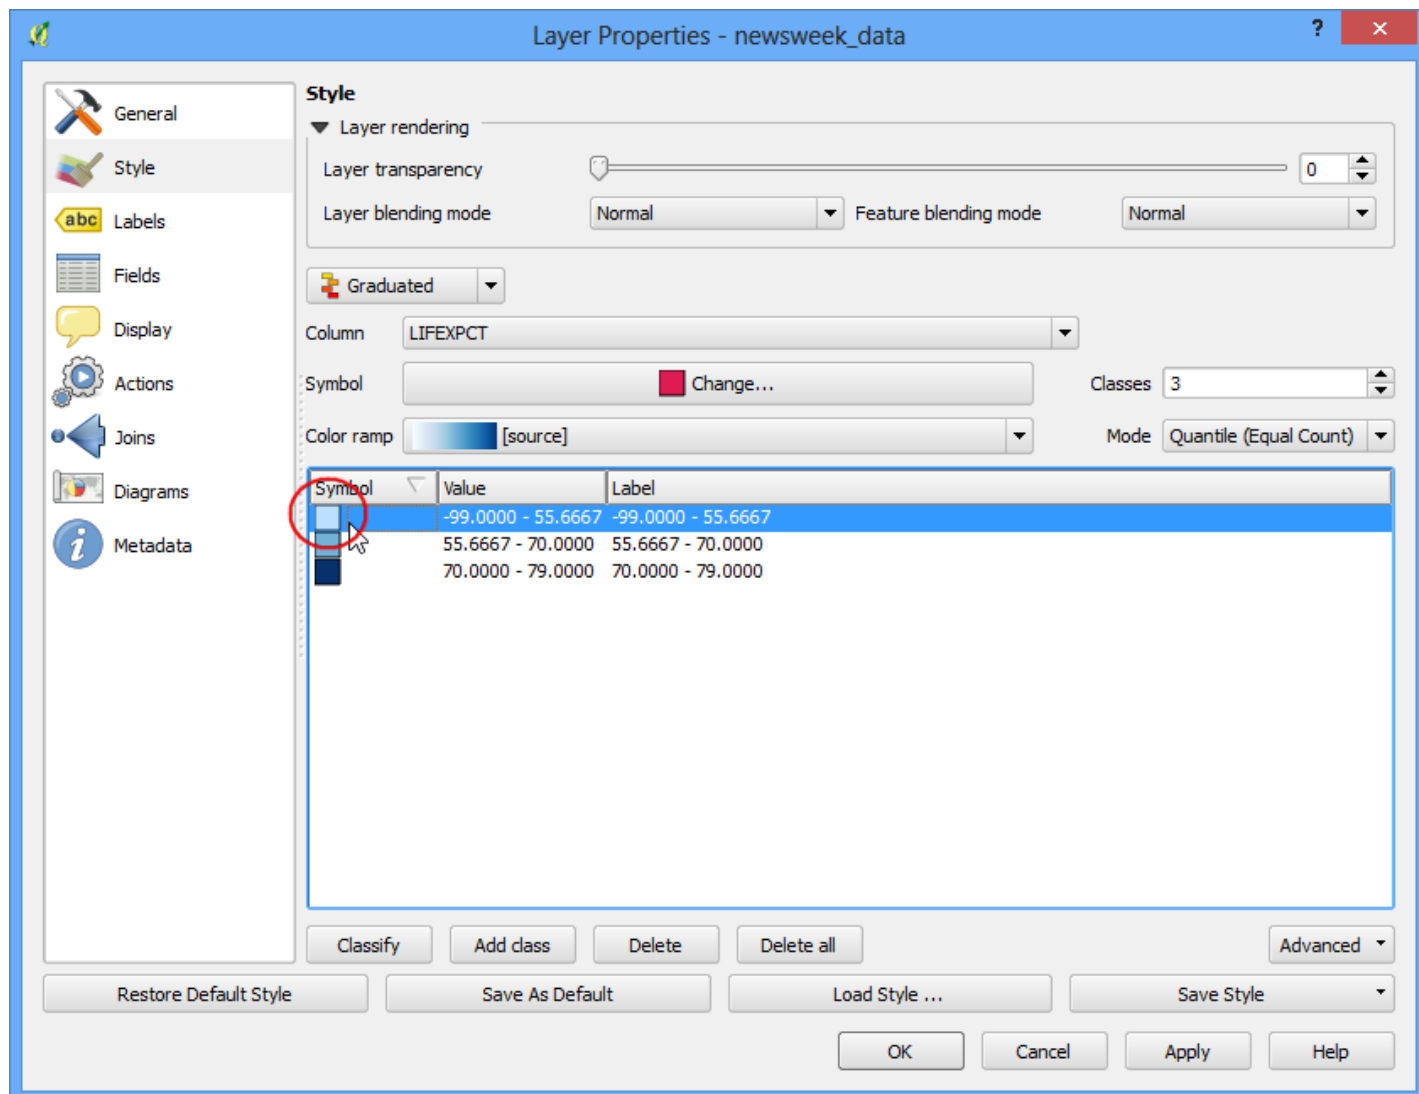 Layer Properties - newsweek_data ? ×
General
Style
abc Labels
Fields
Display
Actions
Joins
Diagrams
i Metadata
Style
Layer rendering
Layer transparency 0
Layer blending mode Normal Feature blending mode Normal
Graduated
Column LIFEXPCT
Symbol Change... Classes 3
Color ramp [source] Mode Quantile (Equal Count)
Symbol Value Label
-99.0000 - 55.6667 -99.0000 - 55.6667
55.6667 - 70.0000 55.6667 - 70.0000
70.0000 - 79.0000 70.0000 - 79.0000
Classify Add class Delete Delete all Advanced
Restore Default Style Save As Default Load Style ... Save Style
OK Cancel Apply Help